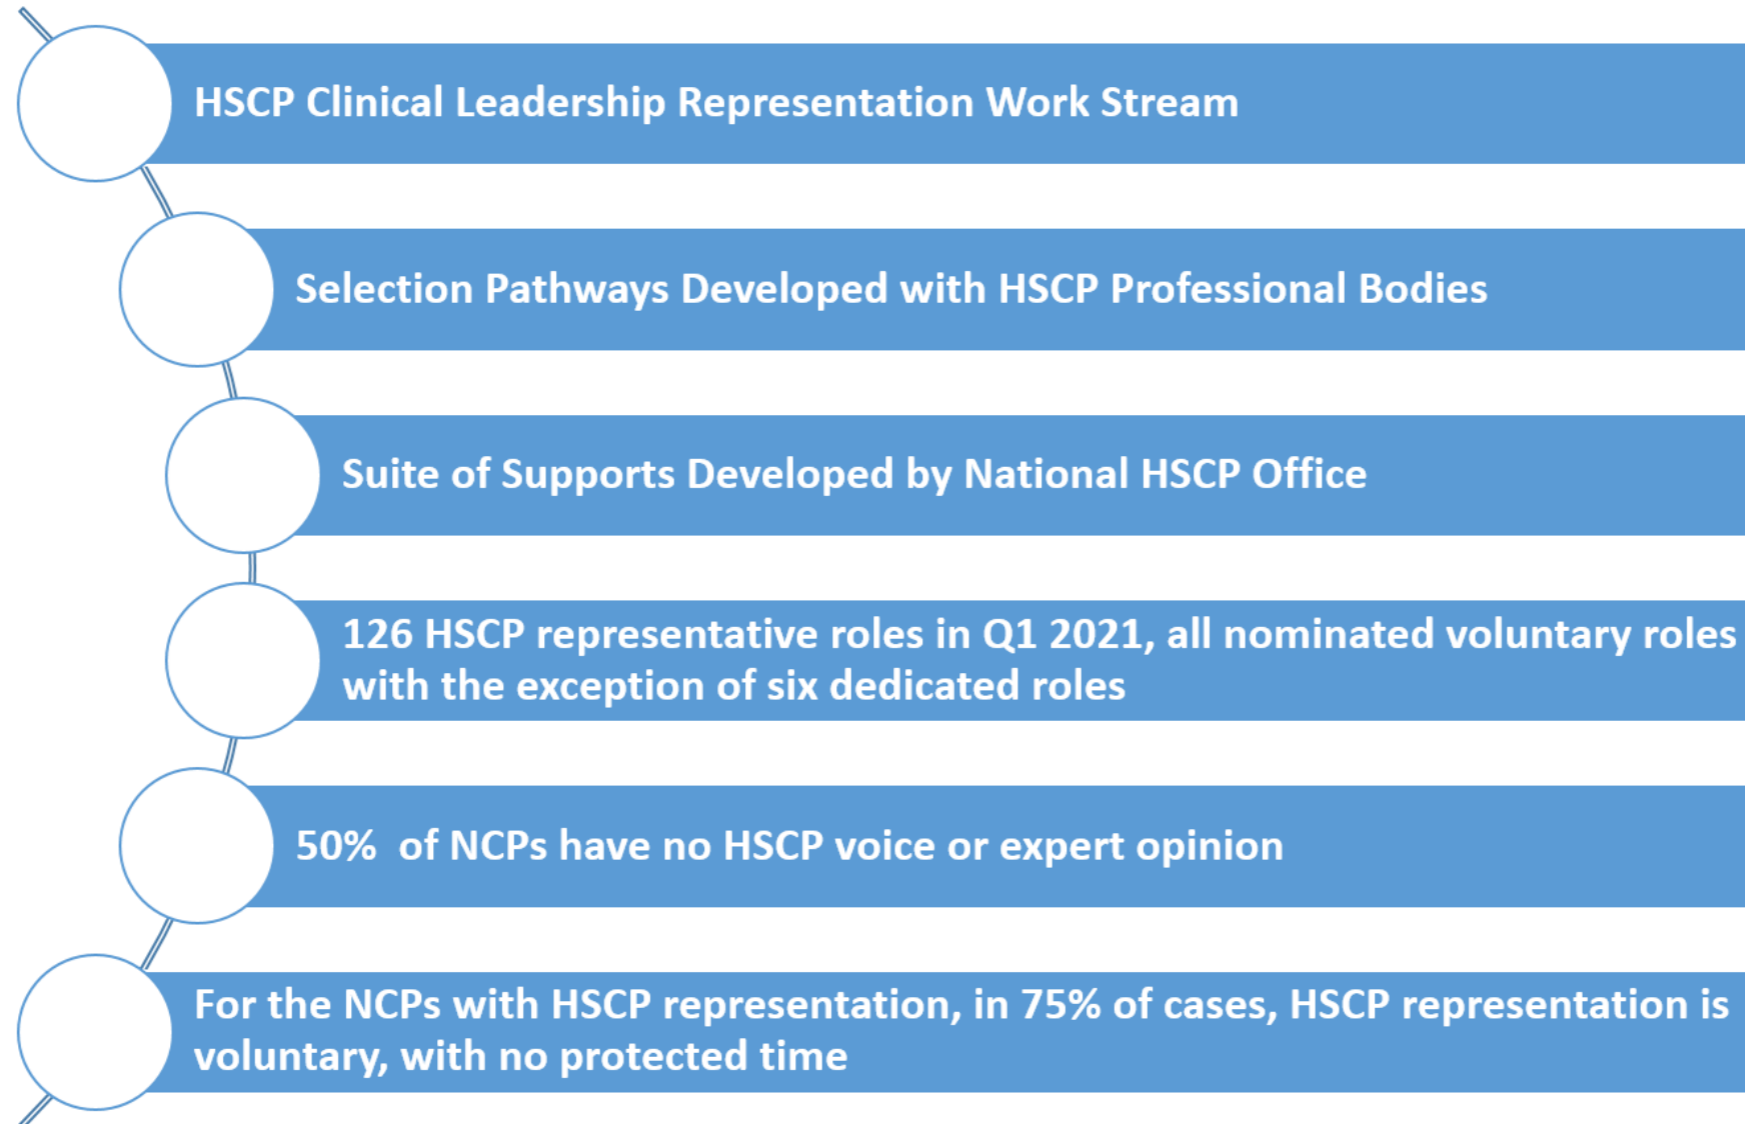 HSCP Clinical Leadership Representation Work Stream
Selection Pathways Developed with HSCP Professional Bodies
Suite of Supports Developed by National HSCP Office
126 HSCP representative roles in Q1 2021, all nominated voluntary roles
with the exception of six dedicated roles
50%  of NCPs have no HSCP voice or expert opinion
For the NCPs with HSCP representation, in 75% of cases, HSCP representation is
voluntary, with no protected time